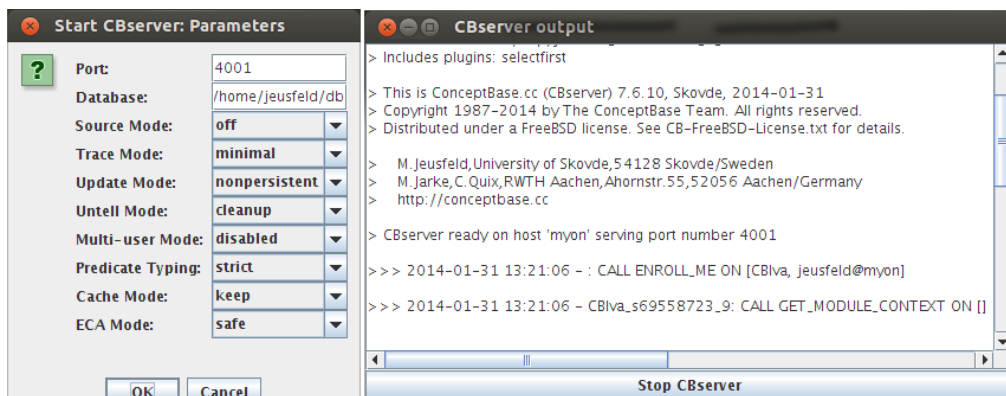 Start CBserver: Parameters
?
Port: 4001
Database: /home/jeusfeld/db
Source Mode: off
Trace Mode: minimal
Update Mode: nonpersistent
Untell Mode: cleanup
Multi-user Mode: disabled
Predicate Typing: strict
Cache Mode: keep
ECA Mode: safe
OK Cancel
CBserver output
> Includes plugins: selectfirst
> This is ConceptBase.cc (CBserver) 7.6.10, Skovde, 2014-01-31
> Copyright 1987-2014 by The ConceptBase Team. All rights reserved.
> Distributed under a FreeBSD license. See CB-FreeBSD-License.txt for details.
> M.Jeusfeld,University of Skovde,54128 Skovde/Sweden
> M.Jarke,C.Quix,RWTH Aachen,Ahornstr.55,52056 Aachen/Germany
> http://conceptbase.cc
> CBserver ready on host 'myon' serving port number 4001
>>> 2014-01-31 13:21:06 - : CALL ENROLL_ME ON [CBIva, jeusfeld@myon]
>>> 2014-01-31 13:21:06 - CBIva_s69558723_9: CALL GET_MODULE_CONTEXT ON []
Stop CBserver